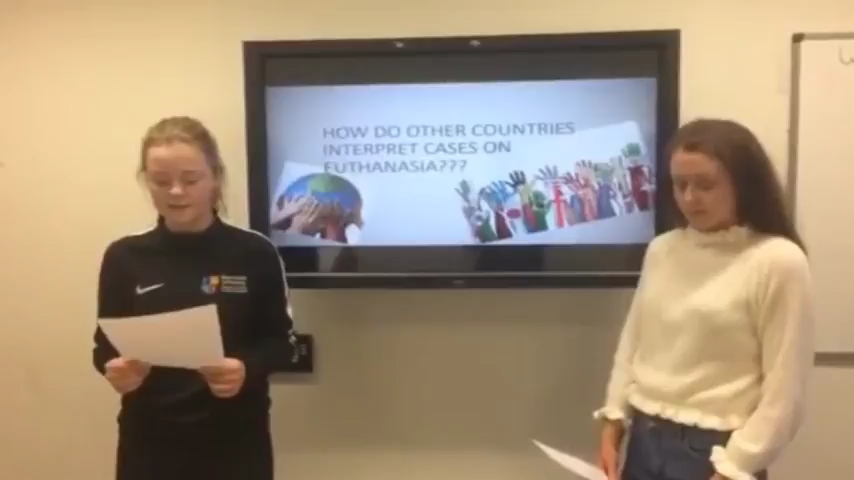 HOW DO OTHER COUNTRIES
INTERPRET CASES ON
EUTHANASIA???